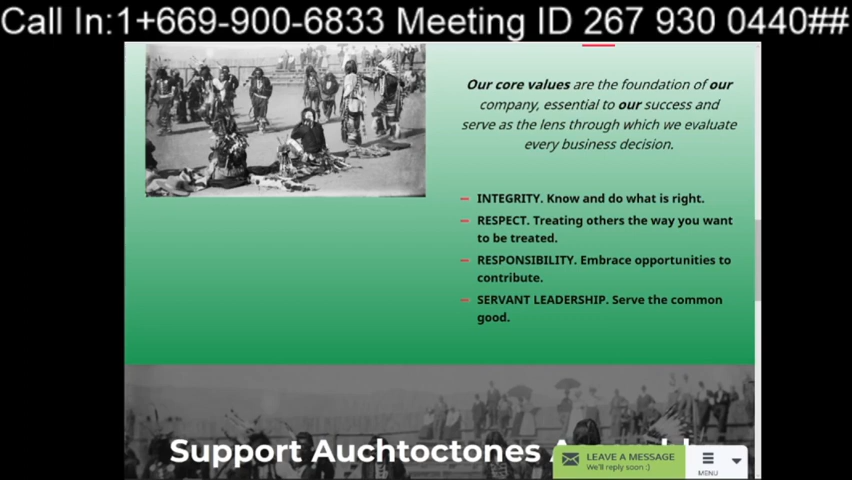 Call In:1+669-900-6833 Meeting ID 267 930 0440##
Our core values are the foundation of our
company, essential to our success and
serve as the lens through which we evaluate
every business decision.
INTEGRITY. Know and do what is right.
RESPECT. Treating others the way you want
to be treated.
RESPONSIBILITY. Embrace opportunities to
contribute.
SERVANT LEADERSHIP. Serve the common
good.
Support Auchtoctones
LEAVE A MESSAGE
We'll reply soon :)
MENU